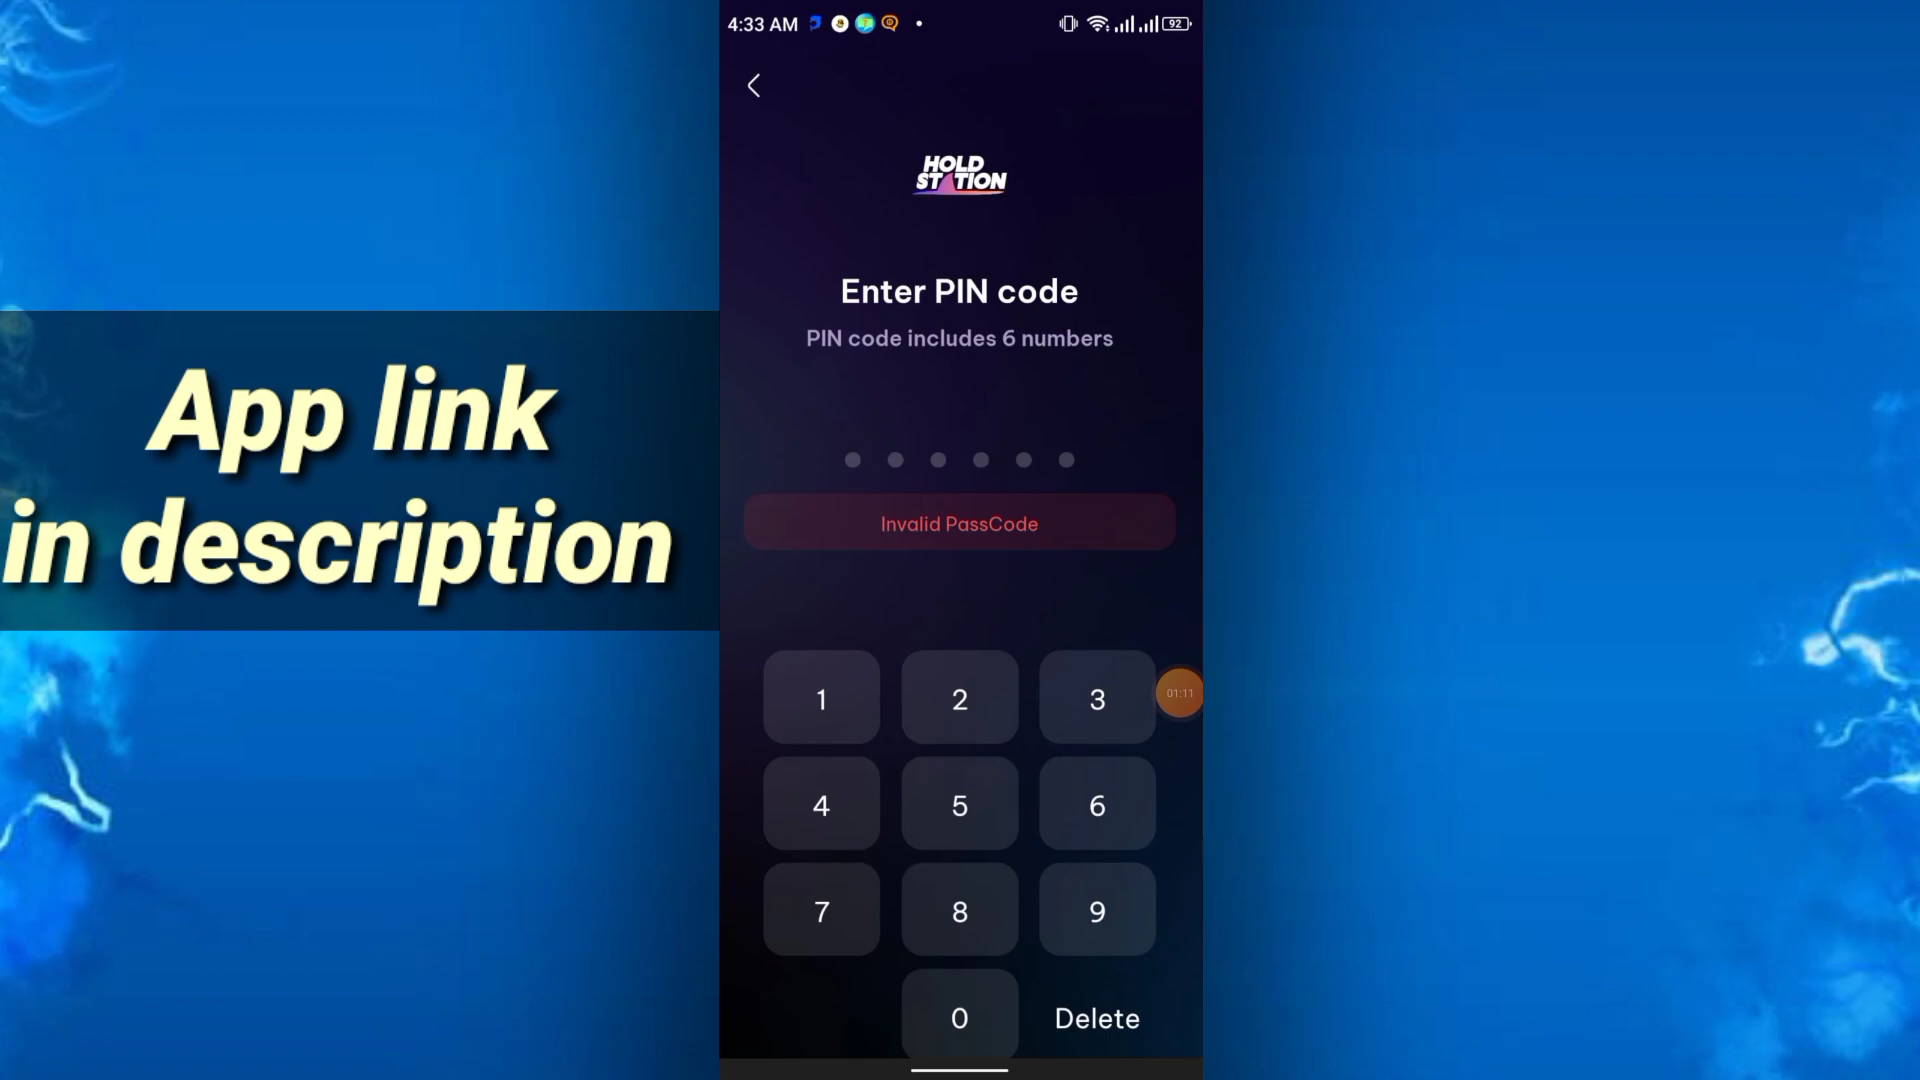 4:33 AM
92
HOLD
STATION
Enter PIN code
PIN code includes 6 numbers
App link
in description
Invalid PassCode
1 2 3
01:11
4 5 6
7 8 9
0 Delete